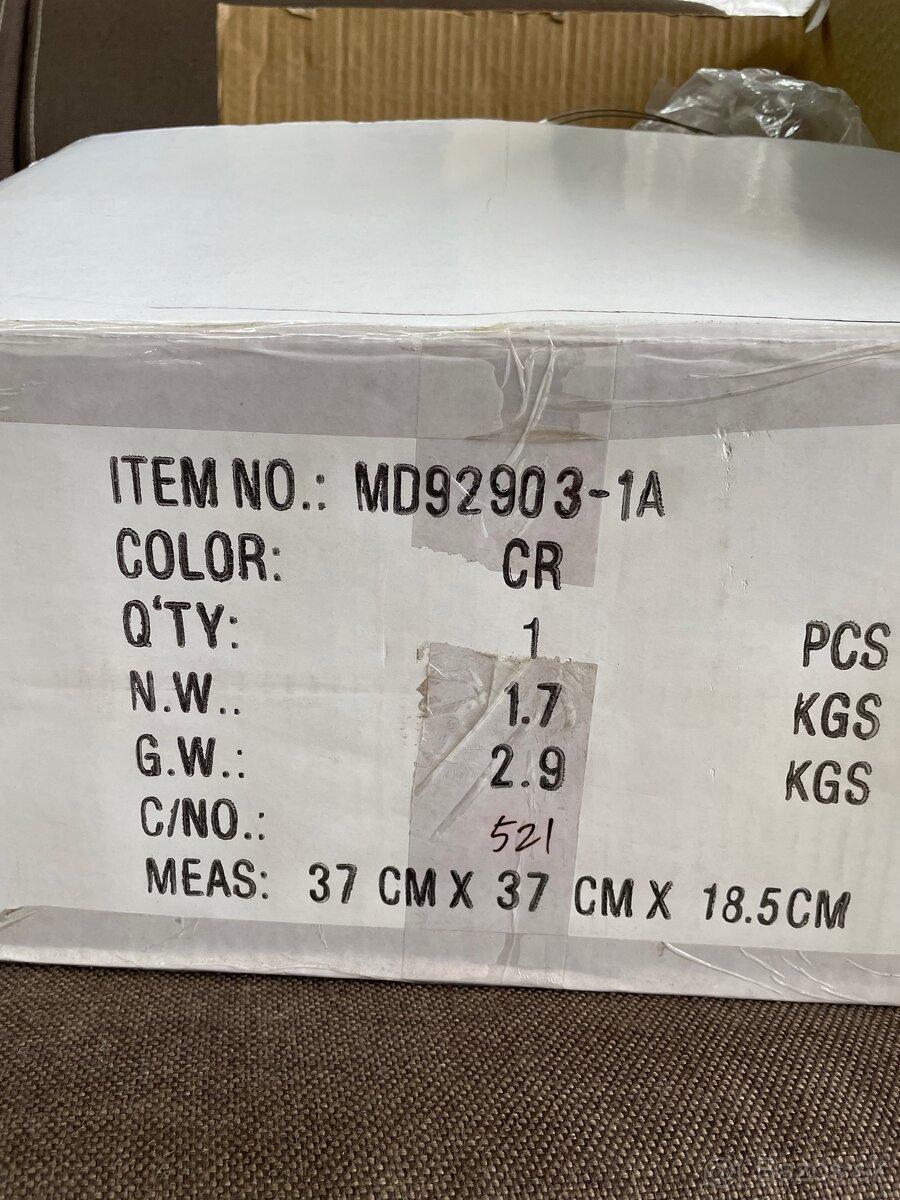 ITEM NO.: MD92903-1A
COLOR: CR
Q'TY: 1 PCS
N.W.. 1.7 KGS
G.W.: 2.9 KGS
C/NO.: 521
MEAS: 37 CM X 37 CM X 18.5CM